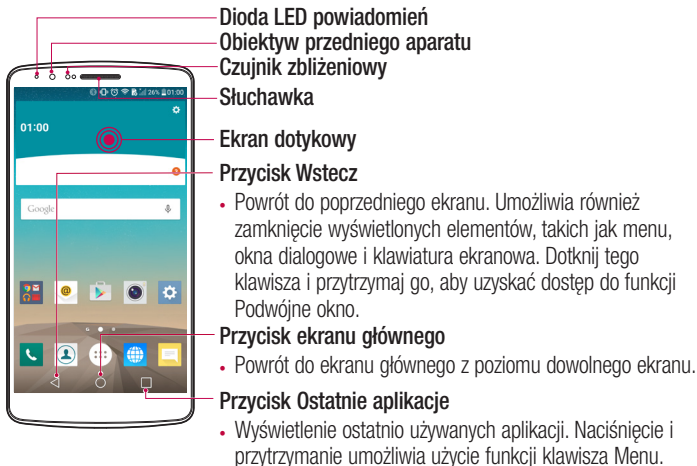 Dioda LED powiadomień
Obiektyw przedniego aparatu
Czujnik zbliżeniowy
Słuchawka
26% 01:00
01:00
Ekran dotykowy
Przycisk Wstecz
• Powrót do poprzedniego ekranu. Umożliwia również
zamknięcie wyświetlonych elementów, takich jak menu,
okna dialogowe i klawiatura ekranowa. Dotknij tego
klawisza i przytrzymaj go, aby uzyskać dostęp do funkcji
Podwójne okno.
Google
Przycisk ekranu głównego
• Powrót do ekranu głównego z poziomu dowolnego ekranu.
Przycisk Ostatnie aplikacje
• Wyświetlenie ostatnio używanych aplikacji. Naciśnięcie i
przytrzymanie umożliwia użycie funkcji klawisza Menu.